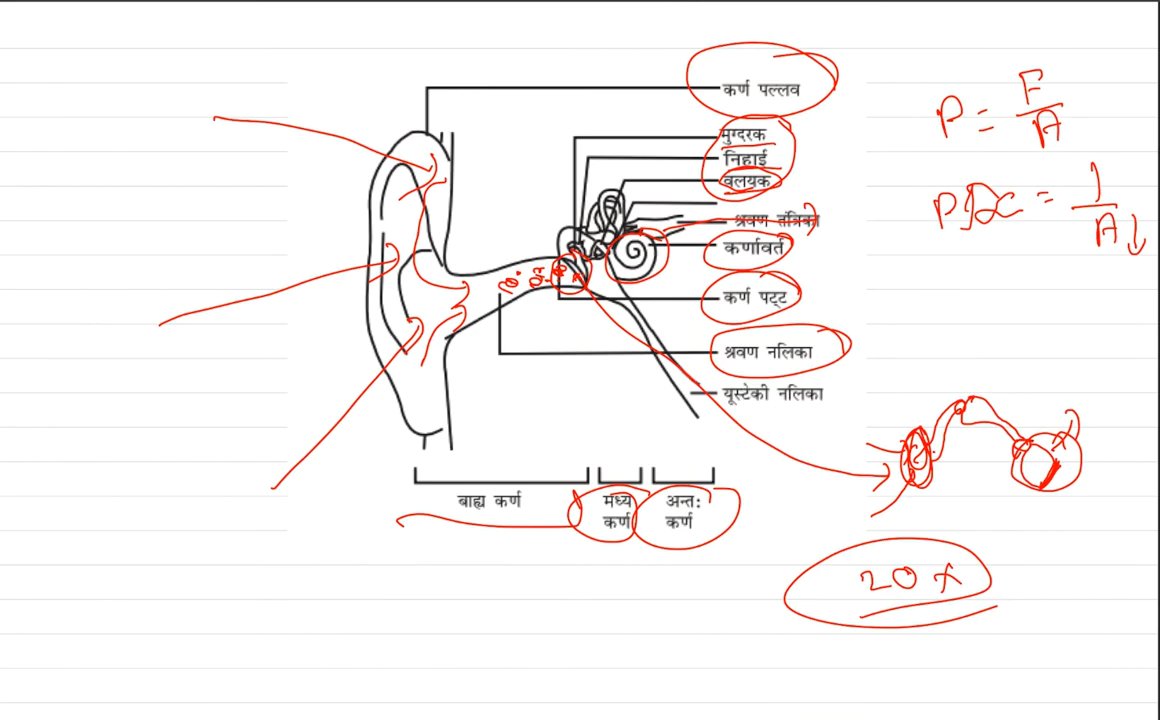 कर्ण पल्लव
मुग्दरक
निहाई
वलयक
श्रवण तंत्रिका
कर्णावर्त
कर्ण पट्ट
श्रवण नलिका
यूस्टेकी नलिका
बाह्य कर्ण
मध्य कर्ण
अन्त: कर्ण
P = F/A
= 1/A↓
20 x